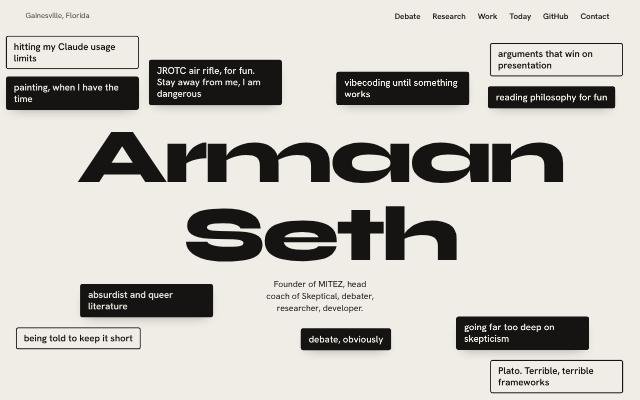 Gainesville, Florida
Debate Research Work Today GitHub Contact
hitting my Claude usage
limits
painting, when I have the
time
JROTC air rifle, for fun.
Stay away from me, I am
dangerous
vibecoding until something
works
arguments that win on
presentation
reading philosophy for fun
Armaan
Seth
Founder of MITEZ, head
coach of Skeptical, debater,
researcher, developer.
absurdist and queer
literature
being told to keep it short
debate, obviously
going far too deep on
skepticism
Plato. Terrible, terrible
frameworks